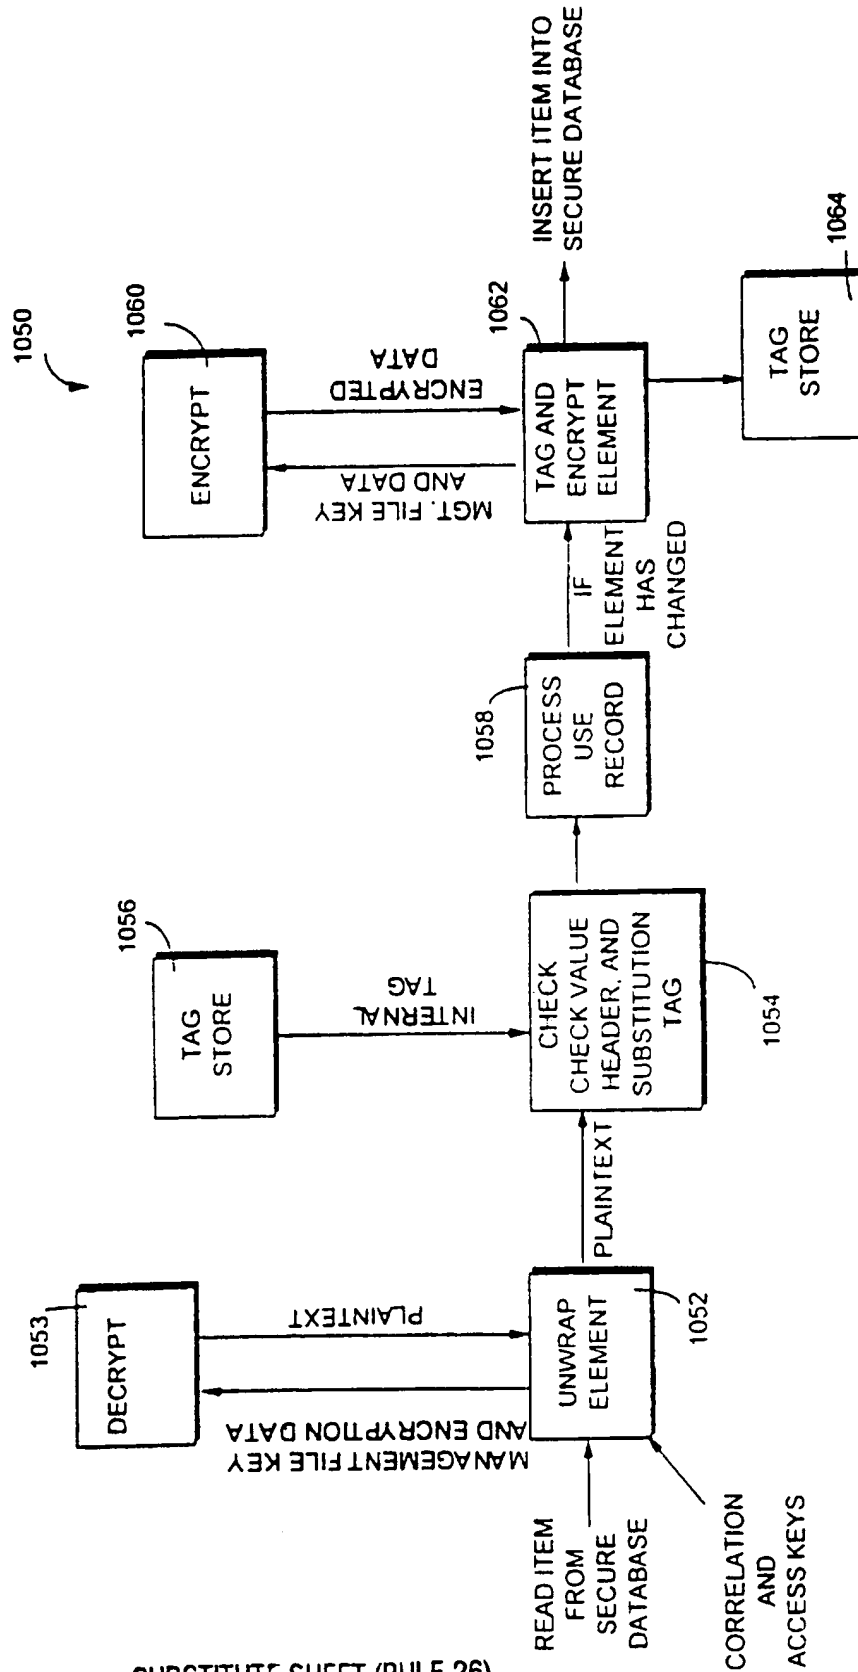 1050
1053
DECRYPT
MANAGEMENT FILE KEY
AND ENCRYPTION DATA
PLAINTEXT
READ ITEM
FROM
SECURE
DATABASE
CORRELATION
AND
ACCESS KEYS
UNWRAP
ELEMENT
1052
PLAINTEXT
1056
TAG
STORE
INTERNAL
TAG
CHECK
CHECK VALUE
HEADER, AND
SUBSTITUTION
TAG
1054
1058
PROCESS
USE
RECORD
IF
ELEMENT
HAS
CHANGED
1060
ENCRYPT
MGT. FILE KEY
AND DATA
ENCRYPTED
DATA
1062
TAG AND
ENCRYPT
ELEMENT
INSERT ITEM INTO
SECURE DATABASE
TAG
STORE
1064
SUBSTITUTE SHEET (RULE 26)